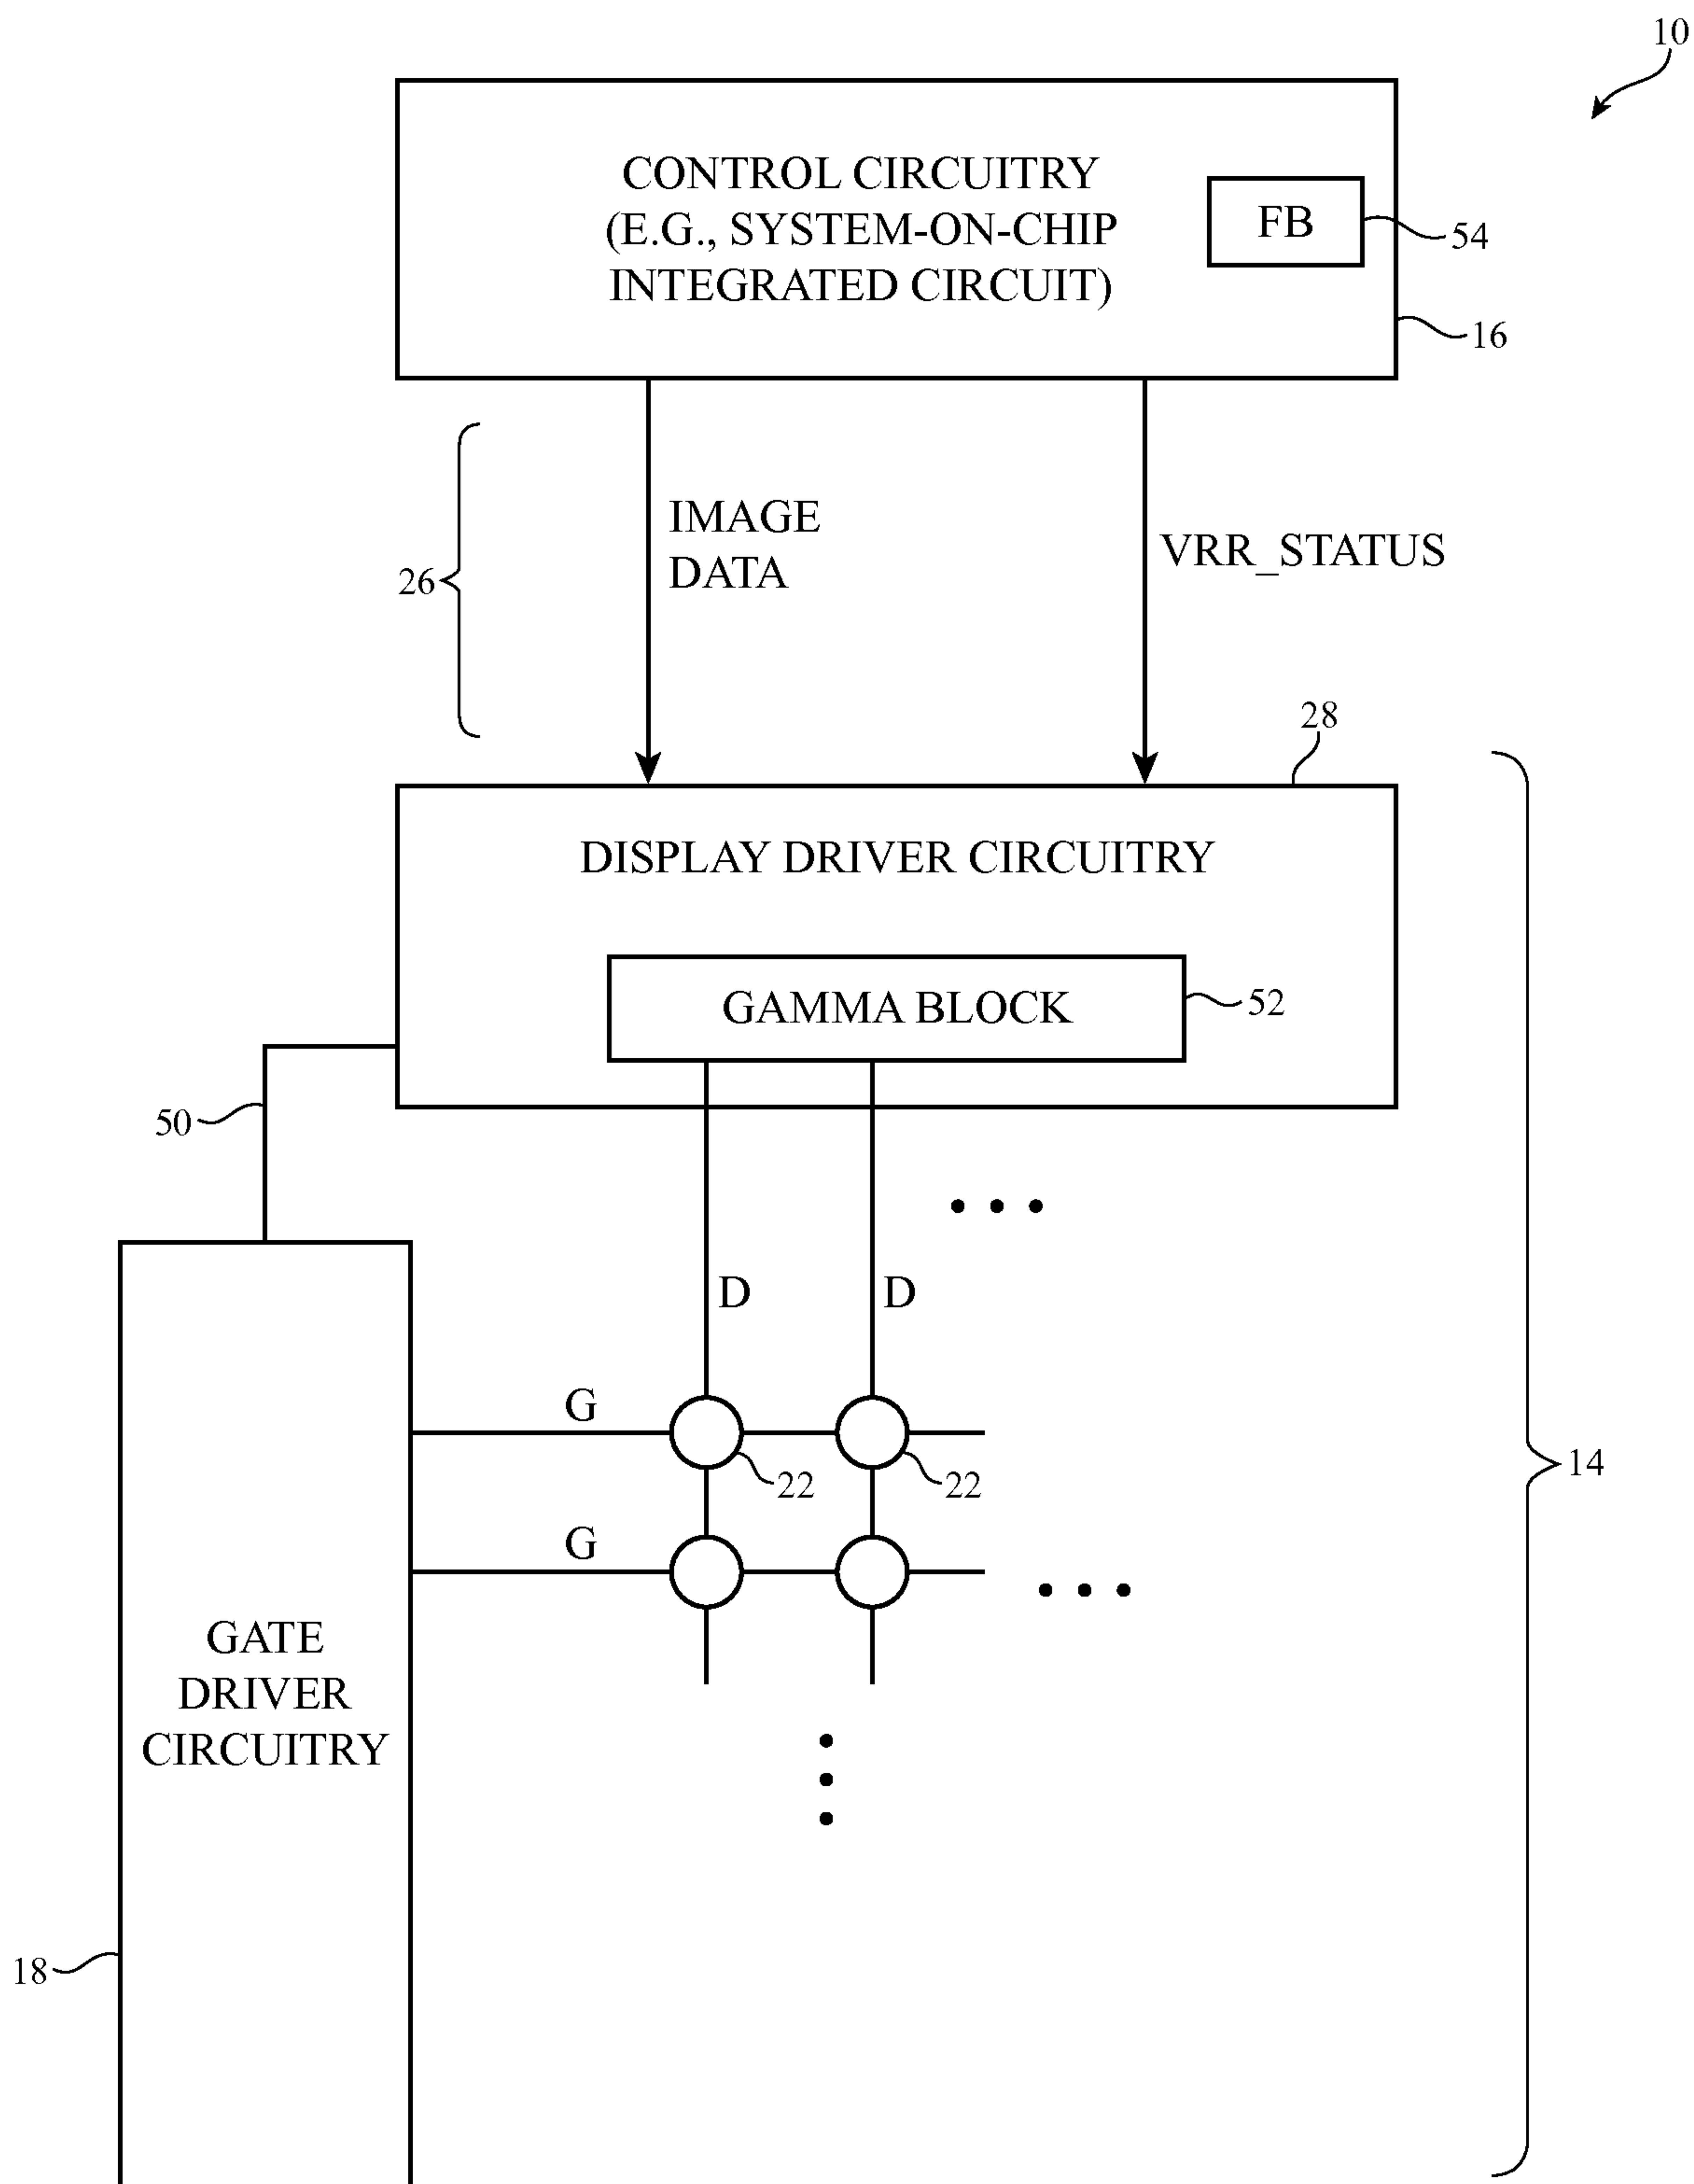 10
CONTROL CIRCUITRY
(E.G., SYSTEM-ON-CHIP
INTEGRATED CIRCUIT)
FB
54
16
26
IMAGE
DATA
VRR_STATUS
28
DISPLAY DRIVER CIRCUITRY
GAMMA BLOCK
52
50
D
D
G
22
22
14
G
GATE
DRIVER
CIRCUITRY
18